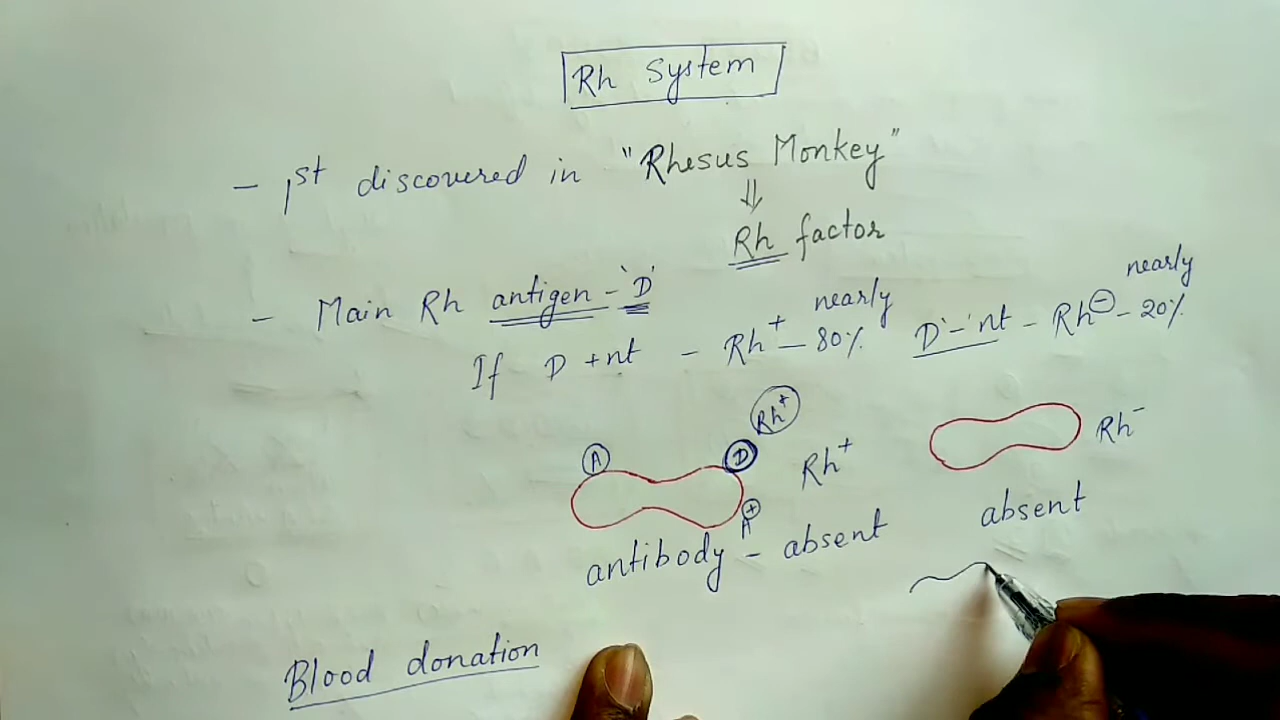 Rh System
- 1st discovered in "Rhesus Monkey"
⇓
Rh factor
- Main Rh antigen - 'D'
If D +nt - Rh+ - nearly 80%
D '-' nt - Rh⊖ - nearly 20%
A
D
Rh+
Rh+
A+
Rh-
antibody - absent
absent
Blood donation